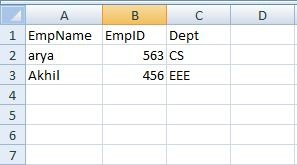 A B C D
1 EmpName EmpID Dept
2 arya 563 CS
3 Akhil 456 EEE
4
5
6
7